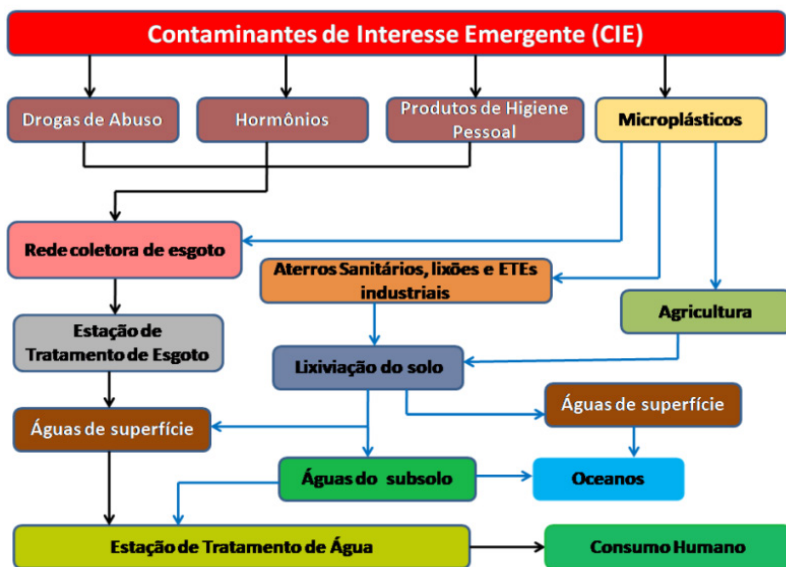 Contaminantes de Interesse Emergente (CIE)
Drogas de Abuso
Hormônios
Produtos de Higiene
Pessoal
Microplásticos
Rede coletora de esgoto
Aterros Sanitários, lixões e ETEs
industriais
Agricultura
Estação de
Tratamento de Esgoto
Lixiviação do solo
Águas de superfície
Águas de superfície
Águas do subsolo
Oceanos
Estação de Tratamento de Água
Consumo Humano